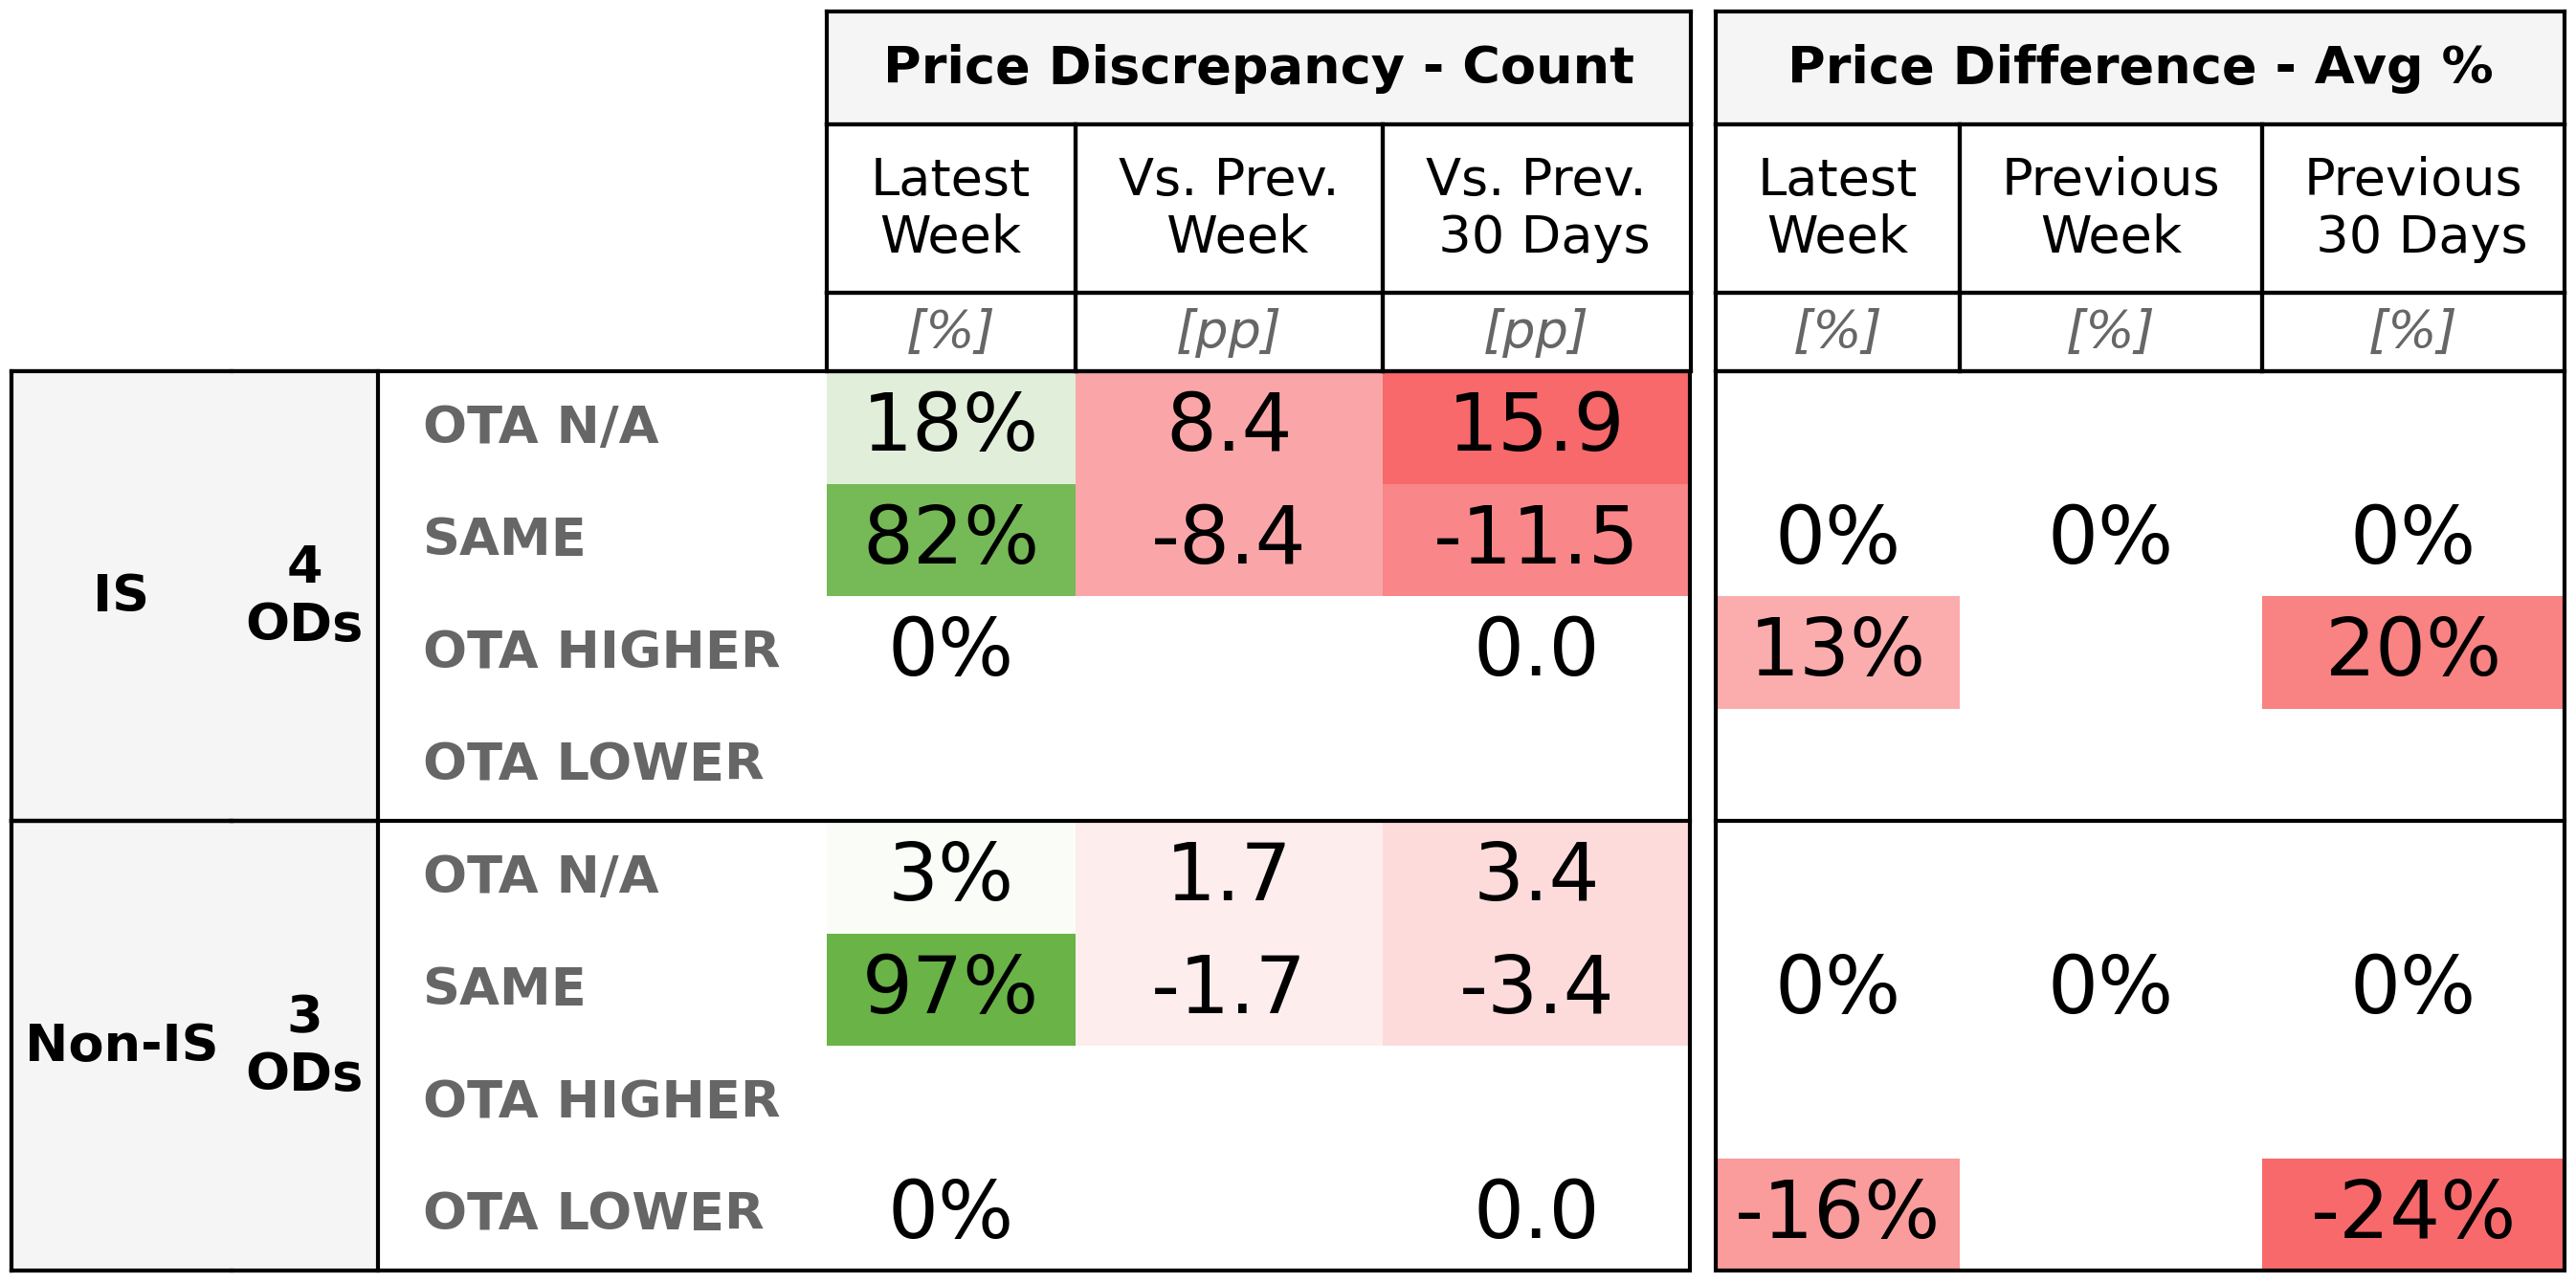 Price Discrepancy - Count Price Difference - Avg %
Latest Week Vs. Prev. Week Vs. Prev. 30 Days Latest Week Previous Week Previous 30 Days
[%] [pp] [pp] [%] [%] [%]
IS 4 ODs
OTA N/A 18% 8.4 15.9
SAME 82% -8.4 -11.5 0% 0% 0%
OTA HIGHER 0% 0.0 13% 20%
OTA LOWER
Non-IS 3 ODs
OTA N/A 3% 1.7 3.4
SAME 97% -1.7 -3.4 0% 0% 0%
OTA HIGHER
OTA LOWER 0% 0.0 -16% -24%